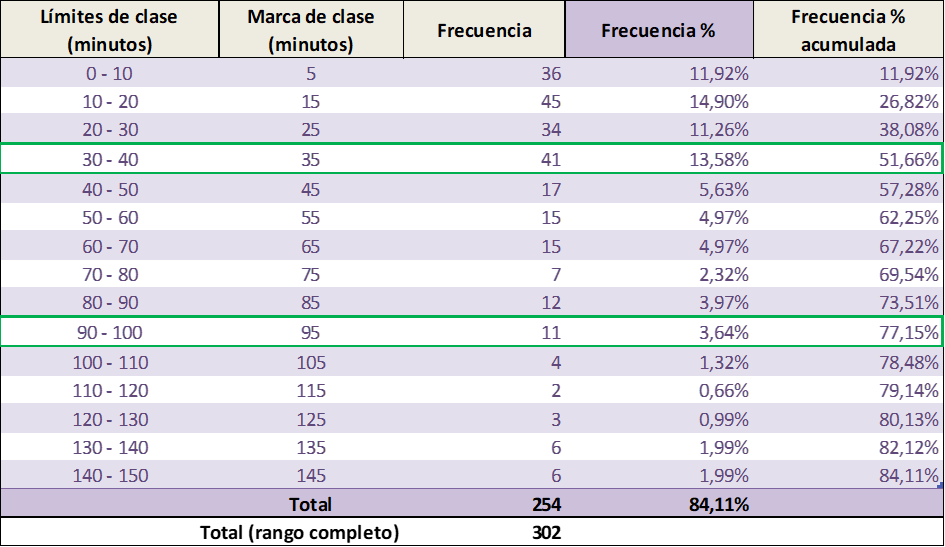 Límites de clase (minutos) Marca de clase (minutos) Frecuencia Frecuencia % Frecuencia % acumulada
0 - 10 5 36 11,92% 11,92%
10 - 20 15 45 14,90% 26,82%
20 - 30 25 34 11,26% 38,08%
30 - 40 35 41 13,58% 51,66%
40 - 50 45 17 5,63% 57,28%
50 - 60 55 15 4,97% 62,25%
60 - 70 65 15 4,97% 67,22%
70 - 80 75 7 2,32% 69,54%
80 - 90 85 12 3,97% 73,51%
90 - 100 95 11 3,64% 77,15%
100 - 110 105 4 1,32% 78,48%
110 - 120 115 2 0,66% 79,14%
120 - 130 125 3 0,99% 80,13%
130 - 140 135 6 1,99% 82,12%
140 - 150 145 6 1,99% 84,11%
Total 254 84,11%
Total (rango completo) 302